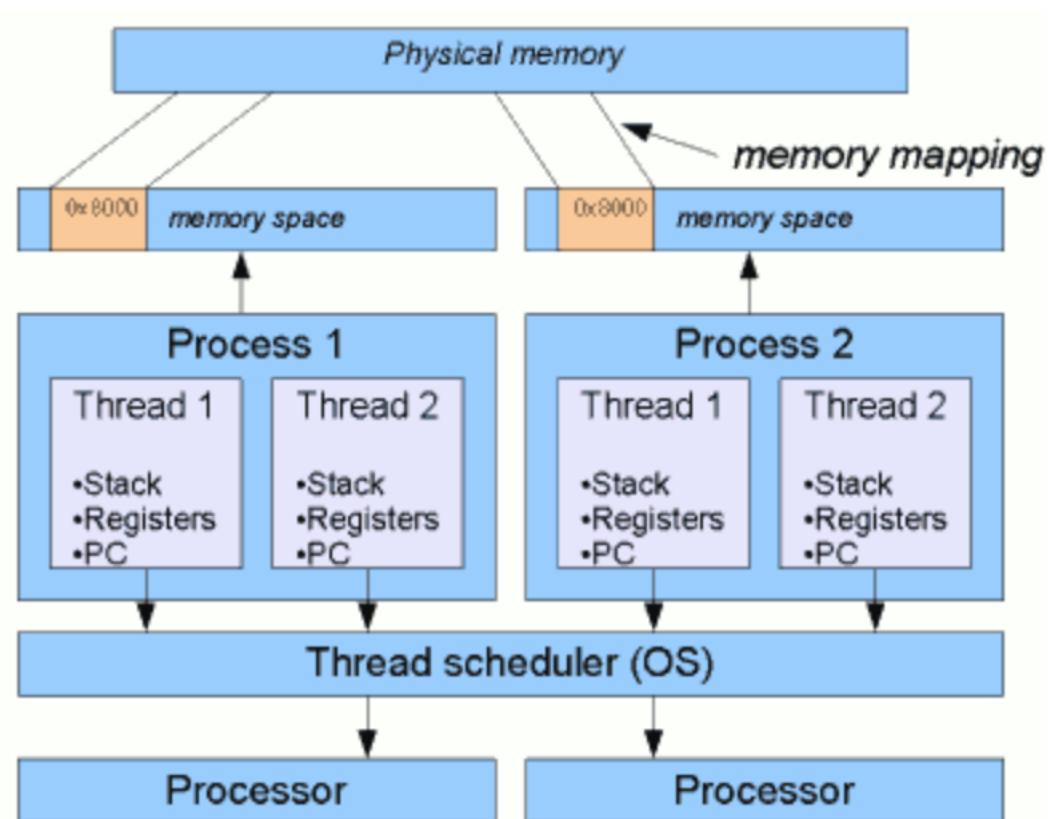 Physical memory
memory mapping
0x8000 memory space 0x8000 memory space
Process 1 Process 2
Thread 1 Thread 2 Thread 1 Thread 2
•Stack •Stack •Stack •Stack
•Registers •Registers •Registers •Registers
•PC •PC •PC •PC
Thread scheduler (OS)
Processor Processor